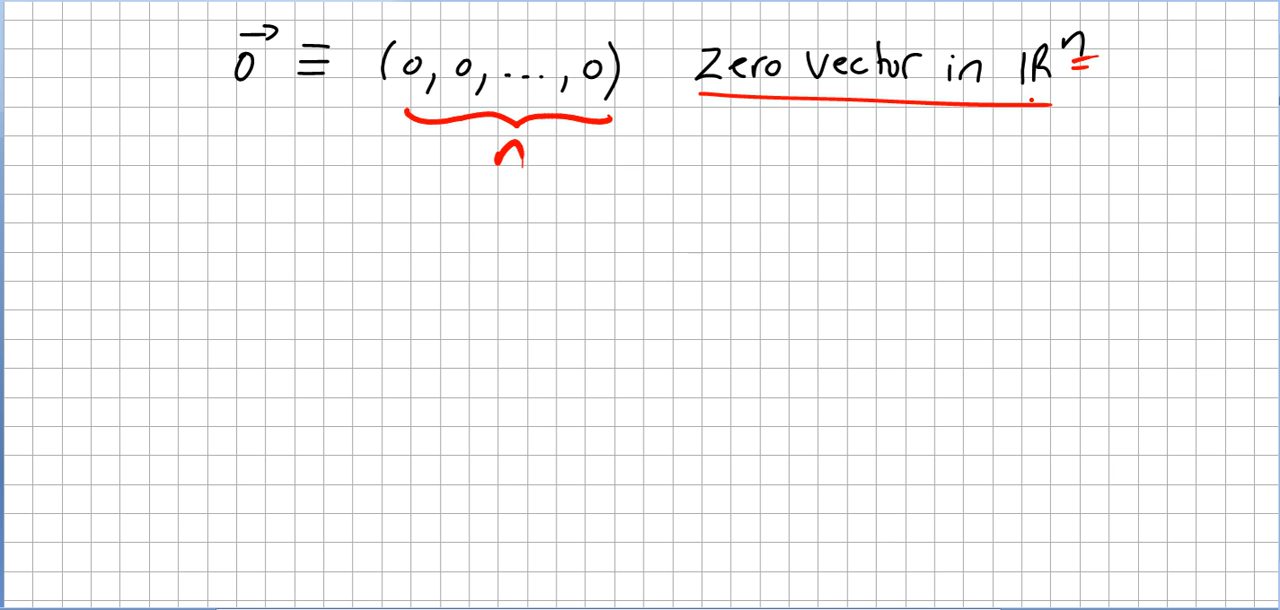 0⃗ ≡ (0, 0, ..., 0) Zero vector in ℝⁿ
n